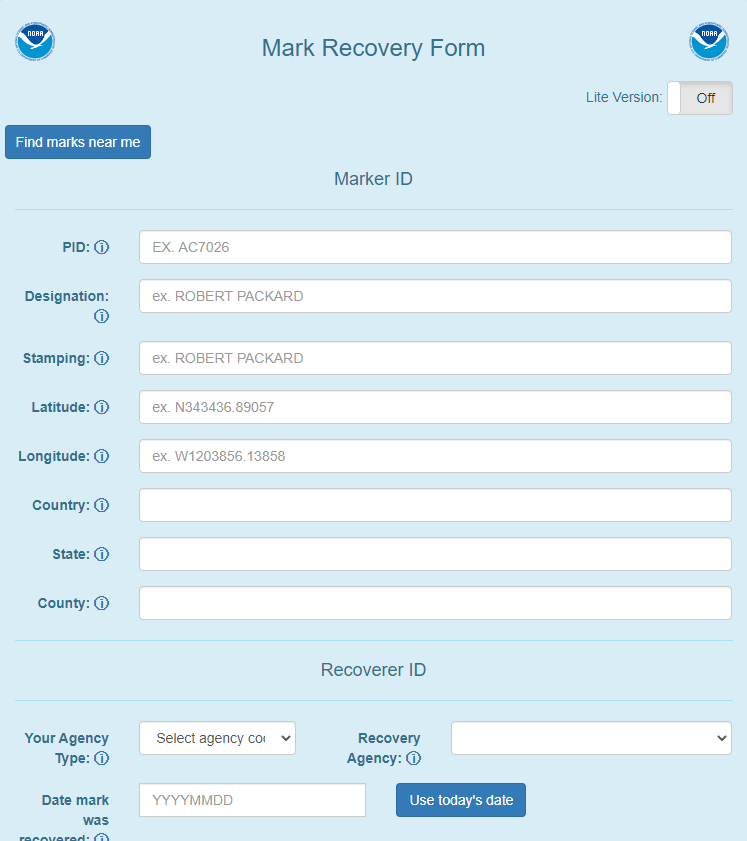 NOAA
NOAA
Mark Recovery Form
Lite Version: Off
Find marks near me
Marker ID
PID:
EX. AC7026
Designation:
ex. ROBERT PACKARD
Stamping:
ex. ROBERT PACKARD
Latitude:
ex. N343436.89057
Longitude:
ex. W1203856.13858
Country:
State:
County:
Recoverer ID
Your Agency
Type:
Select agency co
Recovery
Agency:
Date mark
was
recovered:
YYYYMMDD
Use today's date